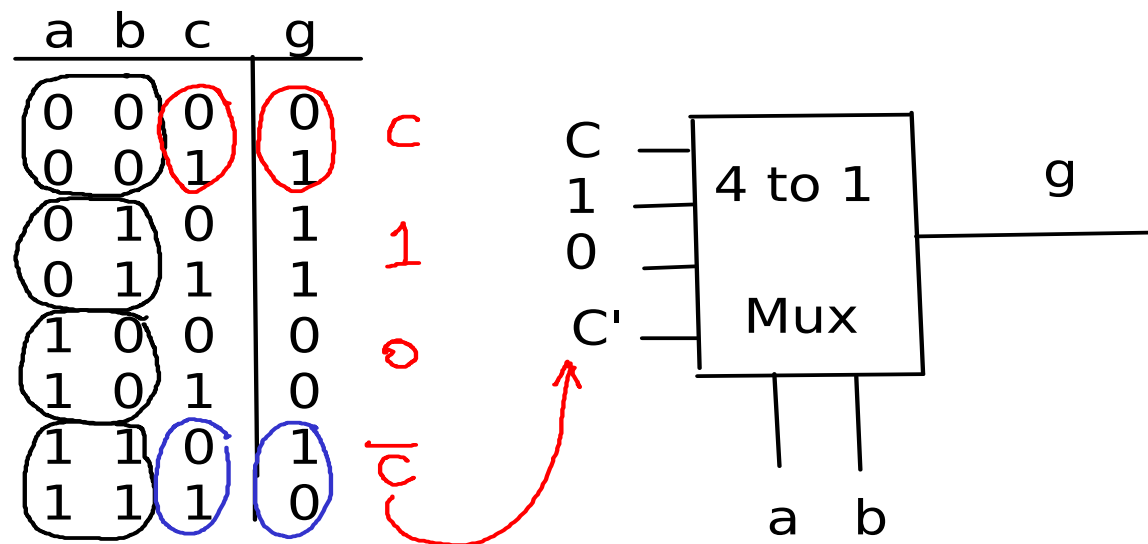 a b c g
0 0 0 0
0 0 1 1
c
0 1 0 1
0 1 1 1
1
1 0 0 0
1 0 1 0
0
1 1 0 1
1 1 1 0
c̅
C
1
0
C'
4 to 1
Mux
g
a b